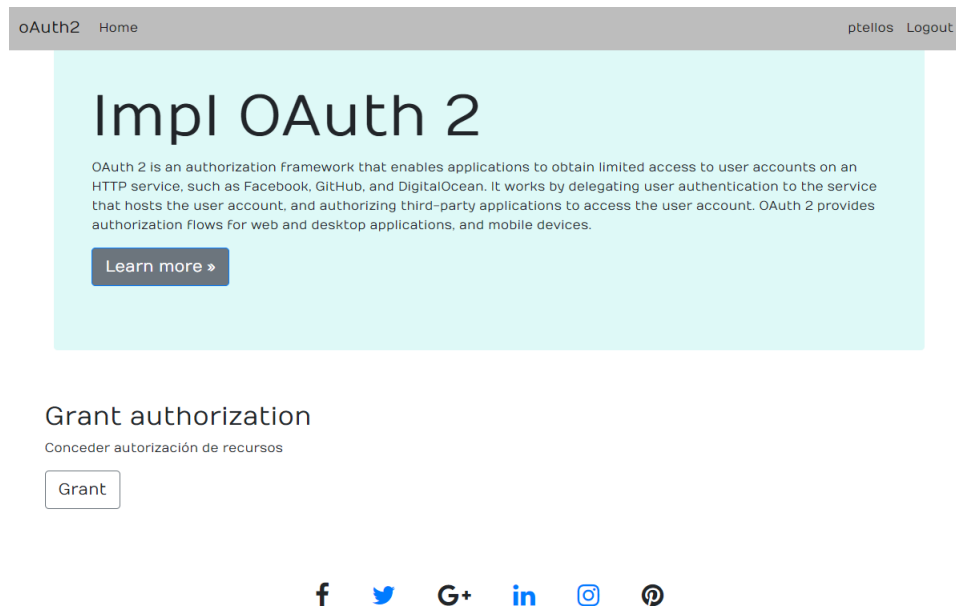 oAuth2 Home ptellos Logout
Impl OAuth 2
OAuth 2 is an authorization framework that enables applications to obtain limited access to user accounts on an
HTTP service, such as Facebook, GitHub, and DigitalOcean. It works by delegating user authentication to the service
that hosts the user account, and authorizing third-party applications to access the user account. OAuth 2 provides
authorization flows for web and desktop applications, and mobile devices.
Learn more »
Grant authorization
Conceder autorización de recursos
Grant